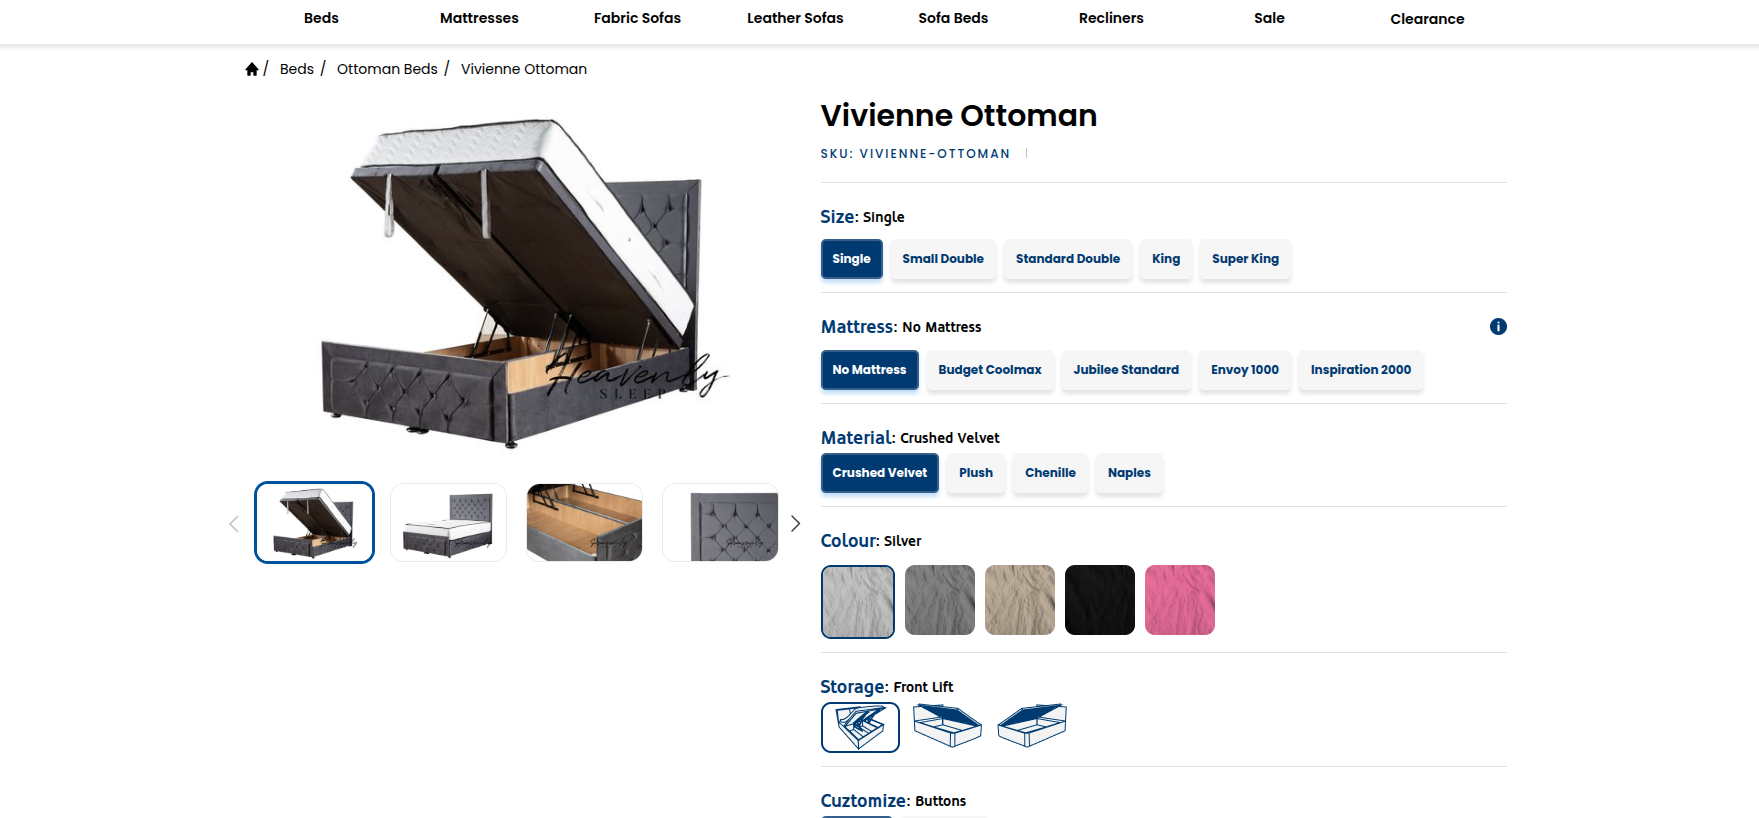 Beds Mattresses Fabric Sofas Leather Sofas Sofa Beds Recliners Sale Clearance
/ Beds / Ottoman Beds / Vivienne Ottoman
Vivienne Ottoman
SKU: VIVIENNE-OTTOMAN
Size: Single
Single Small Double Standard Double King Super King
Mattress: No Mattress
No Mattress Budget Coolmax Jubilee Standard Envoy 1000 Inspiration 2000
Heavenly
SLEEP
Material: Crushed Velvet
Crushed Velvet Plush Chenille Naples
Colour: Silver
Storage: Front Lift
Cuztomize: Buttons